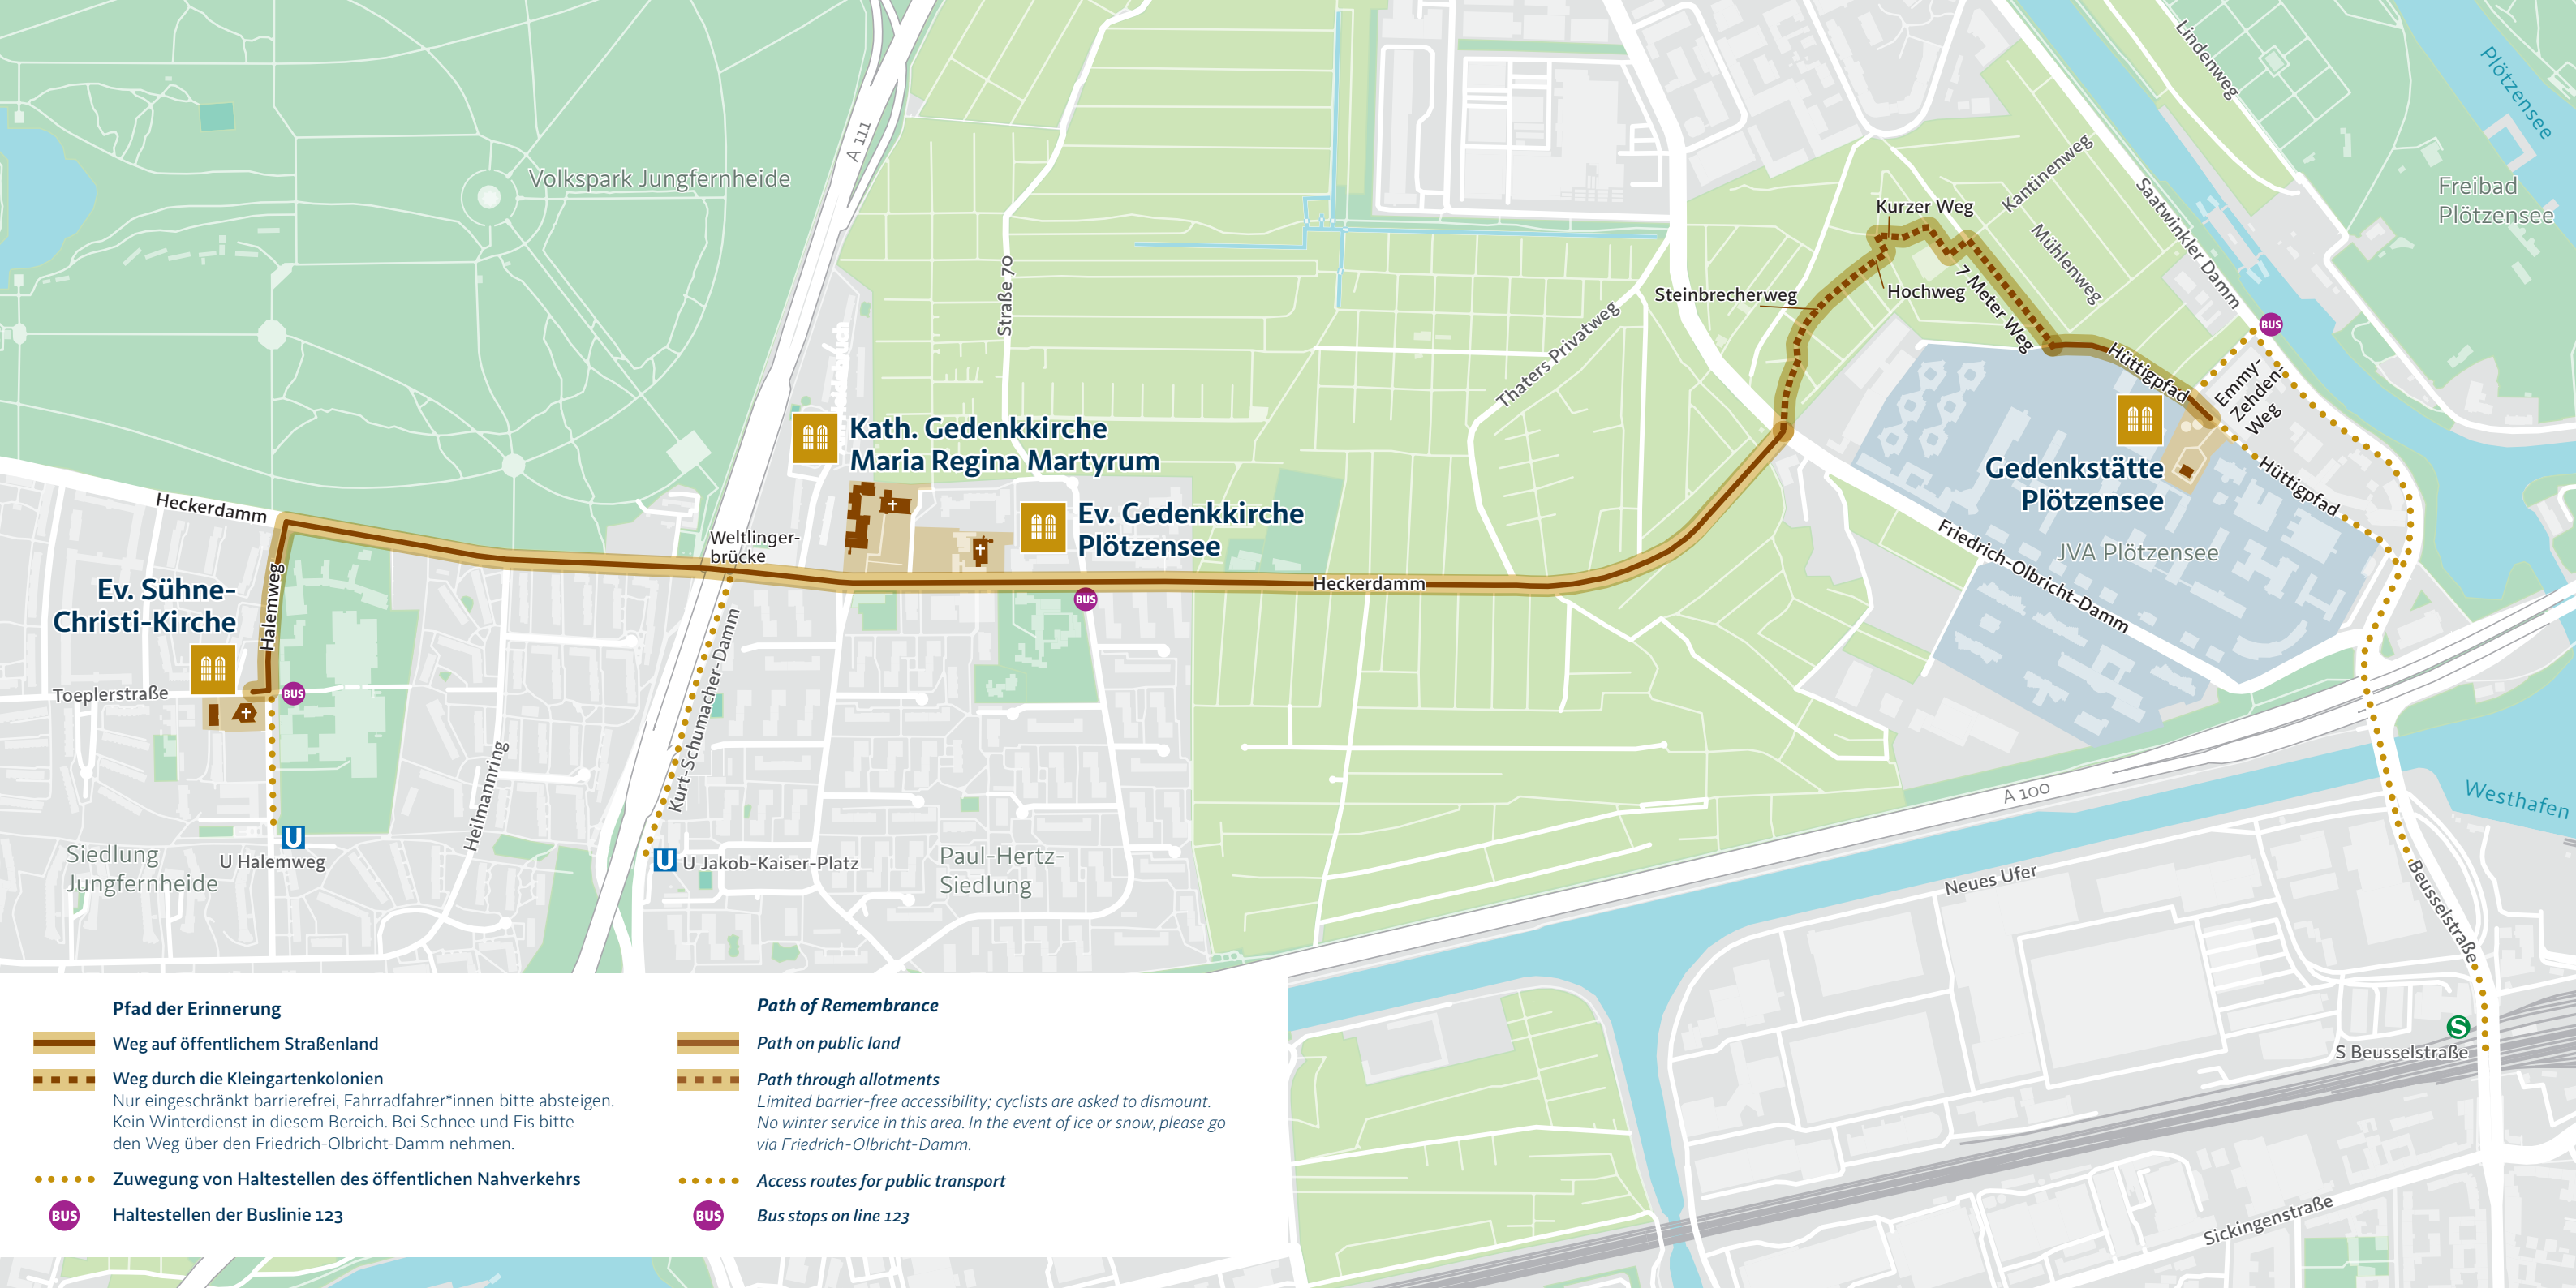 Lindenweg
Plötzensee
Freibad
Plötzensee
A 111
Volkspark Jungfernheide
Straße 70
Kantinenweg
Mühlenweg
Saatwinkler Damm
Kurzer Weg
Hochweg
Steinbrecherweg
7 Meter Weg
Thaters Privatweg
Hüttigpfad
BUS
Emmy-
Zehden-
Weg
Hüttigpfad
Kath. Gedenkkirche
Maria Regina Martyrum
Ev. Gedenkkirche
Plötzensee
Gedenkstätte
Plötzensee
JVA Plötzensee
Friedrich-Olbricht-Damm
Heckerdamm
Weltlinger-
brücke
Heckerdamm
BUS
Ev. Sühne-
Christi-Kirche
Halemweg
Toeplerstraße
BUS
Kurt-Schumacher-Damm
Heilmannring
Siedlung
Jungfernheide
U
U Halemweg
U
U Jakob-Kaiser-Platz
Paul-Hertz-
Siedlung
A 100
Westhafen
Neues Ufer
Beusselstraße
S
S Beusselstraße
Sickingenstraße
Pfad der Erinnerung
Weg auf öffentlichem Straßenland
Weg durch die Kleingartenkolonien
Nur eingeschränkt barrierefrei, Fahrradfahrer*innen bitte absteigen.
Kein Winterdienst in diesem Bereich. Bei Schnee und Eis bitte
den Weg über den Friedrich-Olbricht-Damm nehmen.
Zuwegung von Haltestellen des öffentlichen Nahverkehrs
BUS Haltestellen der Buslinie 123
Path of Remembrance
Path on public land
Path through allotments
Limited barrier-free accessibility; cyclists are asked to dismount.
No winter service in this area. In the event of ice or snow, please go
via Friedrich-Olbricht-Damm.
Access routes for public transport
BUS Bus stops on line 123